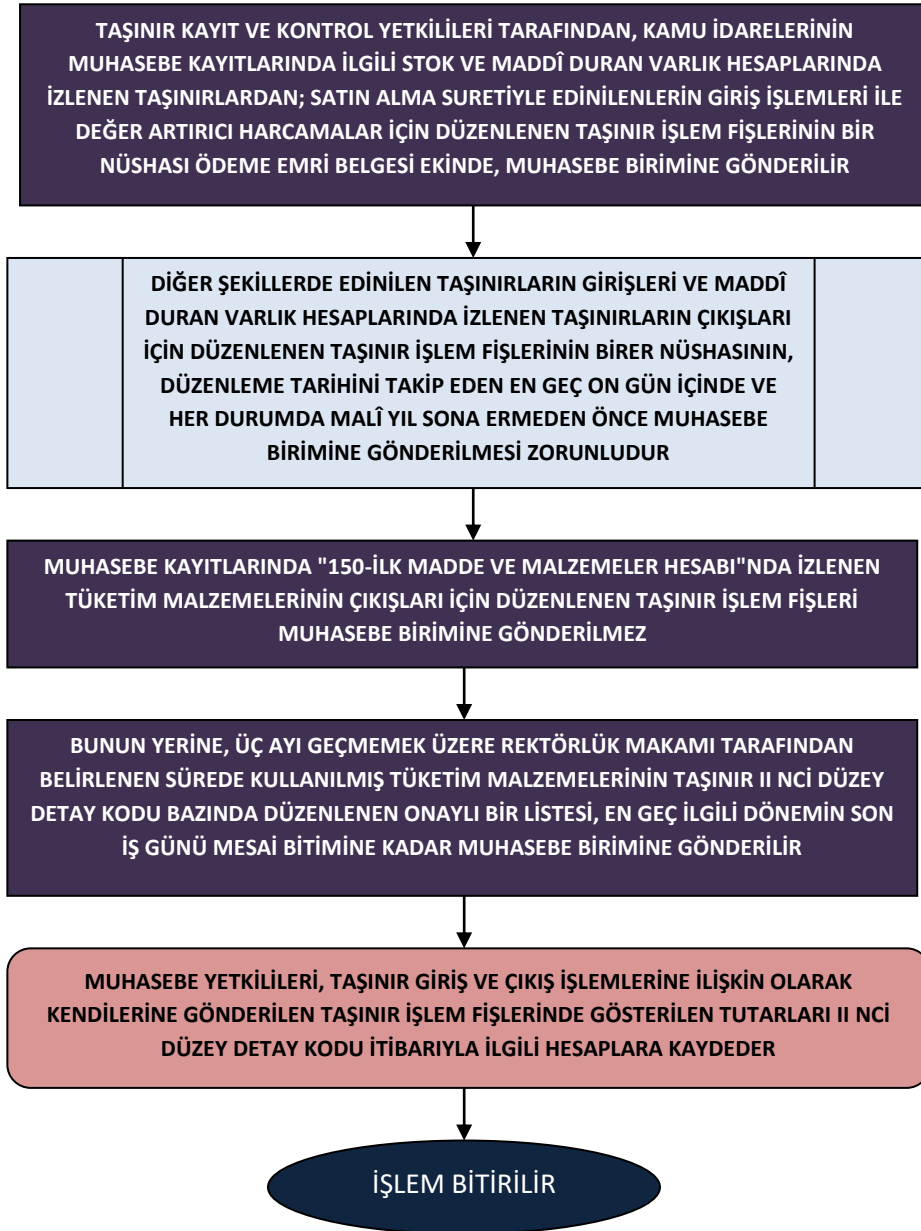 TAŞINIR KAYIT VE KONTROL YETKİLİLERİ TARAFINDAN, KAMU İDARELERİNİN
MUHASEBE KAYITLARINDA İLGİLİ STOK VE MADDÎ DURAN VARLIK HESAPLARINDA
İZLENEN TAŞINIRLARDAN; SATIN ALMA SURETİYLE EDİNİLENLERİN GİRİŞ İŞLEMLERİ İLE
DEĞER ARTIRICI HARCAMALAR İÇİN DÜZENLENEN TAŞINIR İŞLEM FİŞLERİNİN BİR
NÜSHASI ÖDEME EMRİ BELGESİ EKİNDE, MUHASEBE BİRİMİNE GÖNDERİLİR
DİĞER ŞEKİLLERDE EDİNİLEN TAŞINIRLARIN GİRİŞLERİ VE MADDÎ
DURAN VARLIK HESAPLARINDA İZLENEN TAŞINIRLARIN ÇIKIŞLARI
İÇİN DÜZENLENEN TAŞINIR İŞLEM FİŞLERİNİN BİRER NÜSHASININ,
DÜZENLEME TARİHİNİ TAKİP EDEN EN GEÇ ON GÜN İÇİNDE VE
HER DURUMDA MALÎ YIL SONA ERMEDEN ÖNCE MUHASEBE
BİRİMİNE GÖNDERİLMESİ ZORUNLUDUR
MUHASEBE KAYITLARINDA "150-İLK MADDE VE MALZEMELER HESABI"NDA İZLENEN
TÜKETİM MALZEMELERİNİN ÇIKIŞLARI İÇİN DÜZENLENEN TAŞINIR İŞLEM FİŞLERİ
MUHASEBE BİRİMİNE GÖNDERİLMEZ
BUNUN YERİNE, ÜÇ AYI GEÇMEMEK ÜZERE REKTÖRLÜK MAKAMI TARAFINDAN
BELİRLENEN SÜREDE KULLANILMIŞ TÜKETİM MALZEMELERİNİN TAŞINIR II NCİ DÜZEY
DETAY KODU BAZINDA DÜZENLENEN ONAYLI BİR LİSTESİ, EN GEÇ İLGİLİ DÖNEMİN SON
İŞ GÜNÜ MESAİ BİTİMİNE KADAR MUHASEBE BİRİMİNE GÖNDERİLİR
MUHASEBE YETKİLİLERİ, TAŞINIR GİRİŞ VE ÇIKIŞ İŞLEMLERİNE İLİŞKİN OLARAK
KENDİLERİNE GÖNDERİLEN TAŞINIR İŞLEM FİŞLERİNDE GÖSTERİLEN TUTARLARI II NCİ
DÜZEY DETAY KODU İTİBARIYLA İLGİLİ HESAPLARA KAYDEDER
İŞLEM BİTİRİLİR